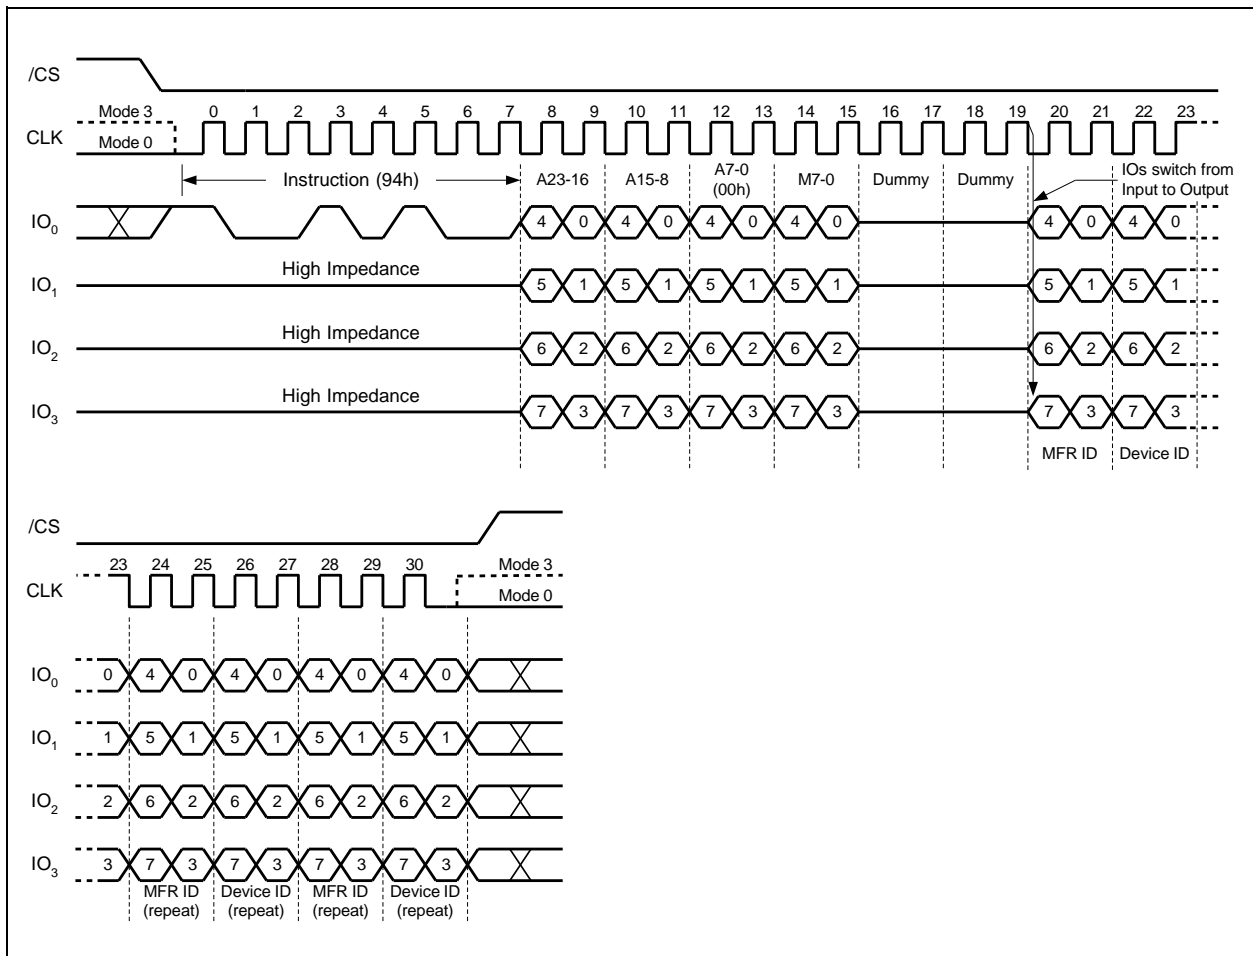 /CS
Mode 3 0 1 2 3 4 5 6 7 8 9 10 11 12 13 14 15 16 17 18 19 20 21 22 23
CLK Mode 0
Instruction (94h) A23-16 A15-8 A7-0 (00h) M7-0 Dummy Dummy IOs switch from Input to Output
IO0 4 0 4 0 4 0 4 0 4 0 4 0
High Impedance
IO1 5 1 5 1 5 1 5 1 5 1 5 1
High Impedance
IO2 6 2 6 2 6 2 6 2 6 2 6 2
High Impedance
IO3 7 3 7 3 7 3 7 3 7 3 7 3
MFR ID Device ID
/CS
23 24 25 26 27 28 29 30 Mode 3
CLK Mode 0
IO0 0 4 0 4 0 4 0 4 0
IO1 1 5 1 5 1 5 1 5 1
IO2 2 6 2 6 2 6 2 6 2
IO3 3 7 3 7 3 7 3 7 3
MFR ID Device ID MFR ID Device ID
(repeat) (repeat) (repeat) (repeat)